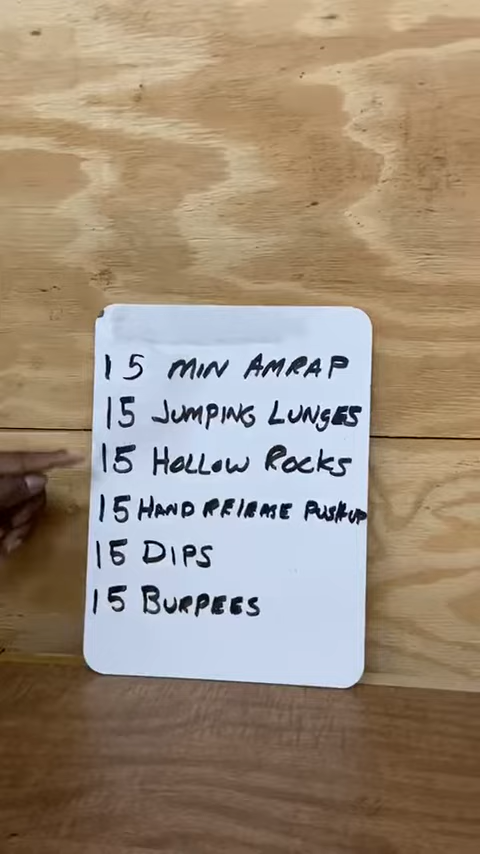 15 MIN AMRAP
15 JUMPING LUNGES
15 HOLLOW ROCKS
15 HAND RELEASE PUSHUP
15 DIPS
15 BURPEES